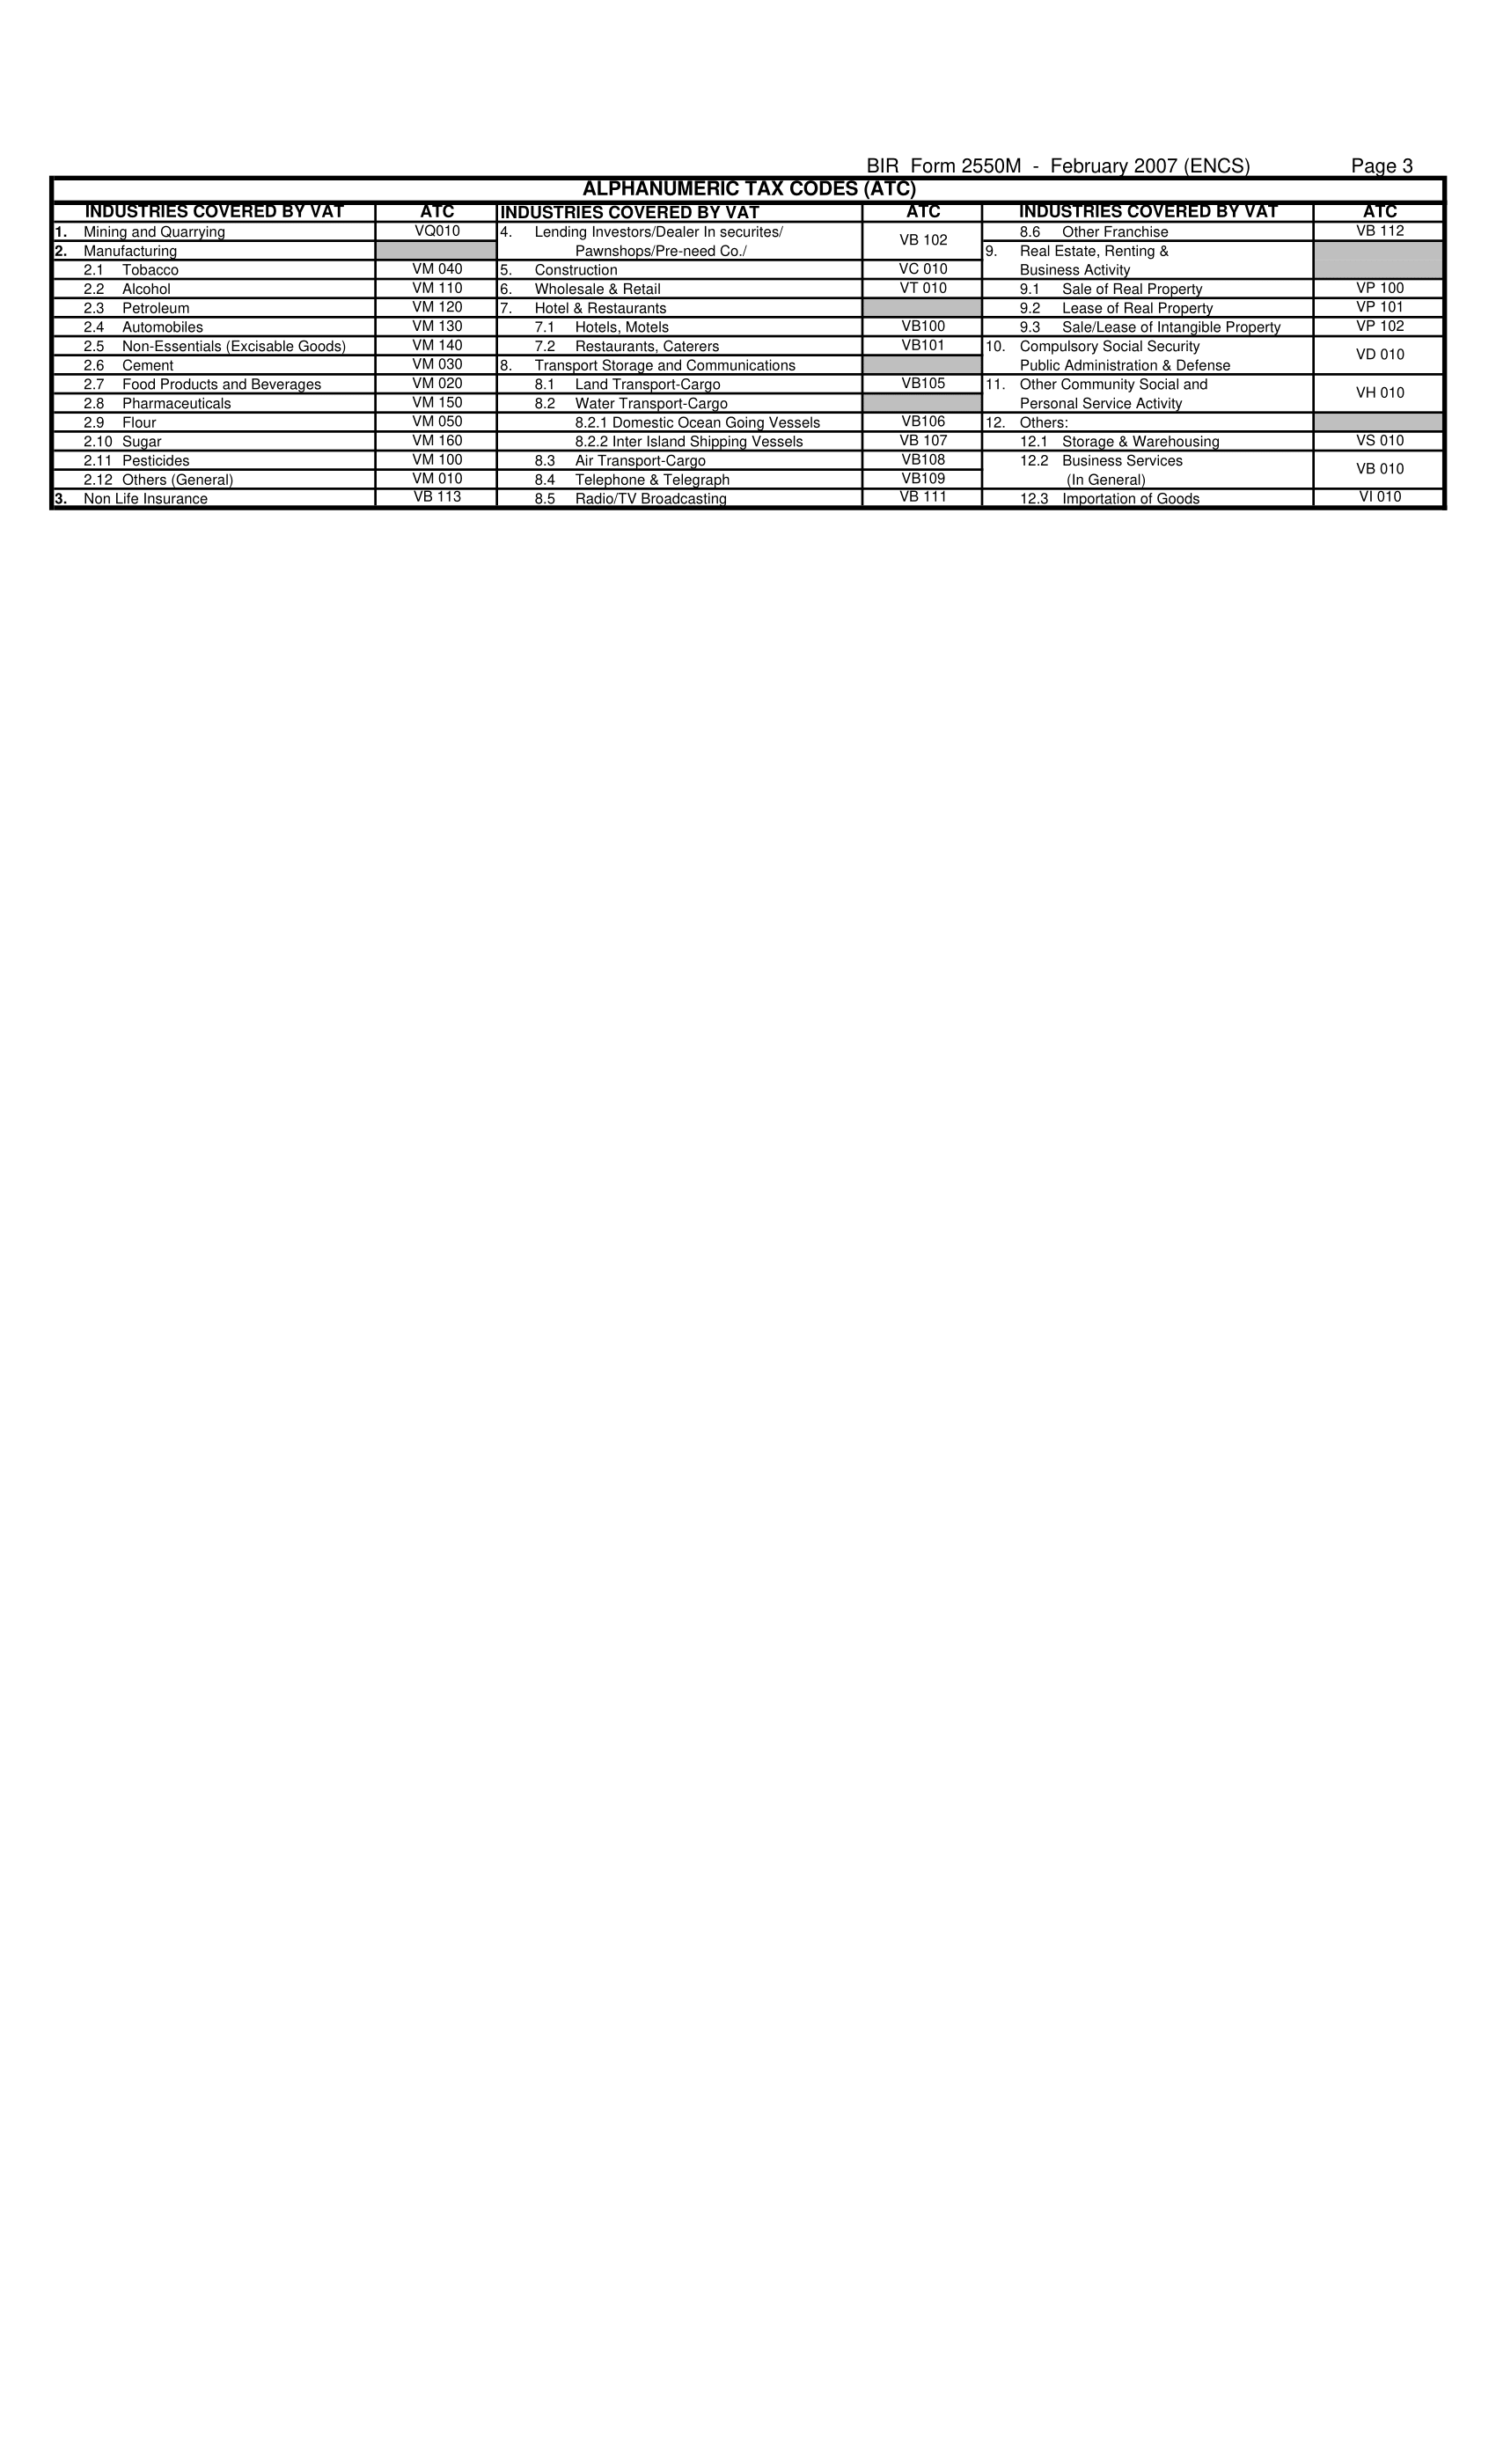 BIR Form 2550M - February 2007 (ENCS) Page 3
ALPHANUMERIC TAX CODES (ATC)
INDUSTRIES COVERED BY VAT ATC INDUSTRIES COVERED BY VAT ATC INDUSTRIES COVERED BY VAT ATC
1. Mining and Quarrying VQ010 4. Lending Investors/Dealer In securites/ VB 102 8.6 Other Franchise VB 112
2. Manufacturing Pawnshops/Pre-need Co./ 9. Real Estate, Renting &
2.1 Tobacco VM 040 5. Construction VC 010 Business Activity
2.2 Alcohol VM 110 6. Wholesale & Retail VT 010 9.1 Sale of Real Property VP 100
2.3 Petroleum VM 120 7. Hotel & Restaurants 9.2 Lease of Real Property VP 101
2.4 Automobiles VM 130 7.1 Hotels, Motels VB100 9.3 Sale/Lease of Intangible Property VP 102
2.5 Non-Essentials (Excisable Goods) VM 140 7.2 Restaurants, Caterers VB101 10. Compulsory Social Security VD 010
2.6 Cement VM 030 8. Transport Storage and Communications Public Administration & Defense
2.7 Food Products and Beverages VM 020 8.1 Land Transport-Cargo VB105 11. Other Community Social and VH 010
2.8 Pharmaceuticals VM 150 8.2 Water Transport-Cargo Personal Service Activity
2.9 Flour VM 050 8.2.1 Domestic Ocean Going Vessels VB106 12. Others:
2.10 Sugar VM 160 8.2.2 Inter Island Shipping Vessels VB 107 12.1 Storage & Warehousing VS 010
2.11 Pesticides VM 100 8.3 Air Transport-Cargo VB108 12.2 Business Services VB 010
2.12 Others (General) VM 010 8.4 Telephone & Telegraph VB109 (In General)
3. Non Life Insurance VB 113 8.5 Radio/TV Broadcasting VB 111 12.3 Importation of Goods VI 010